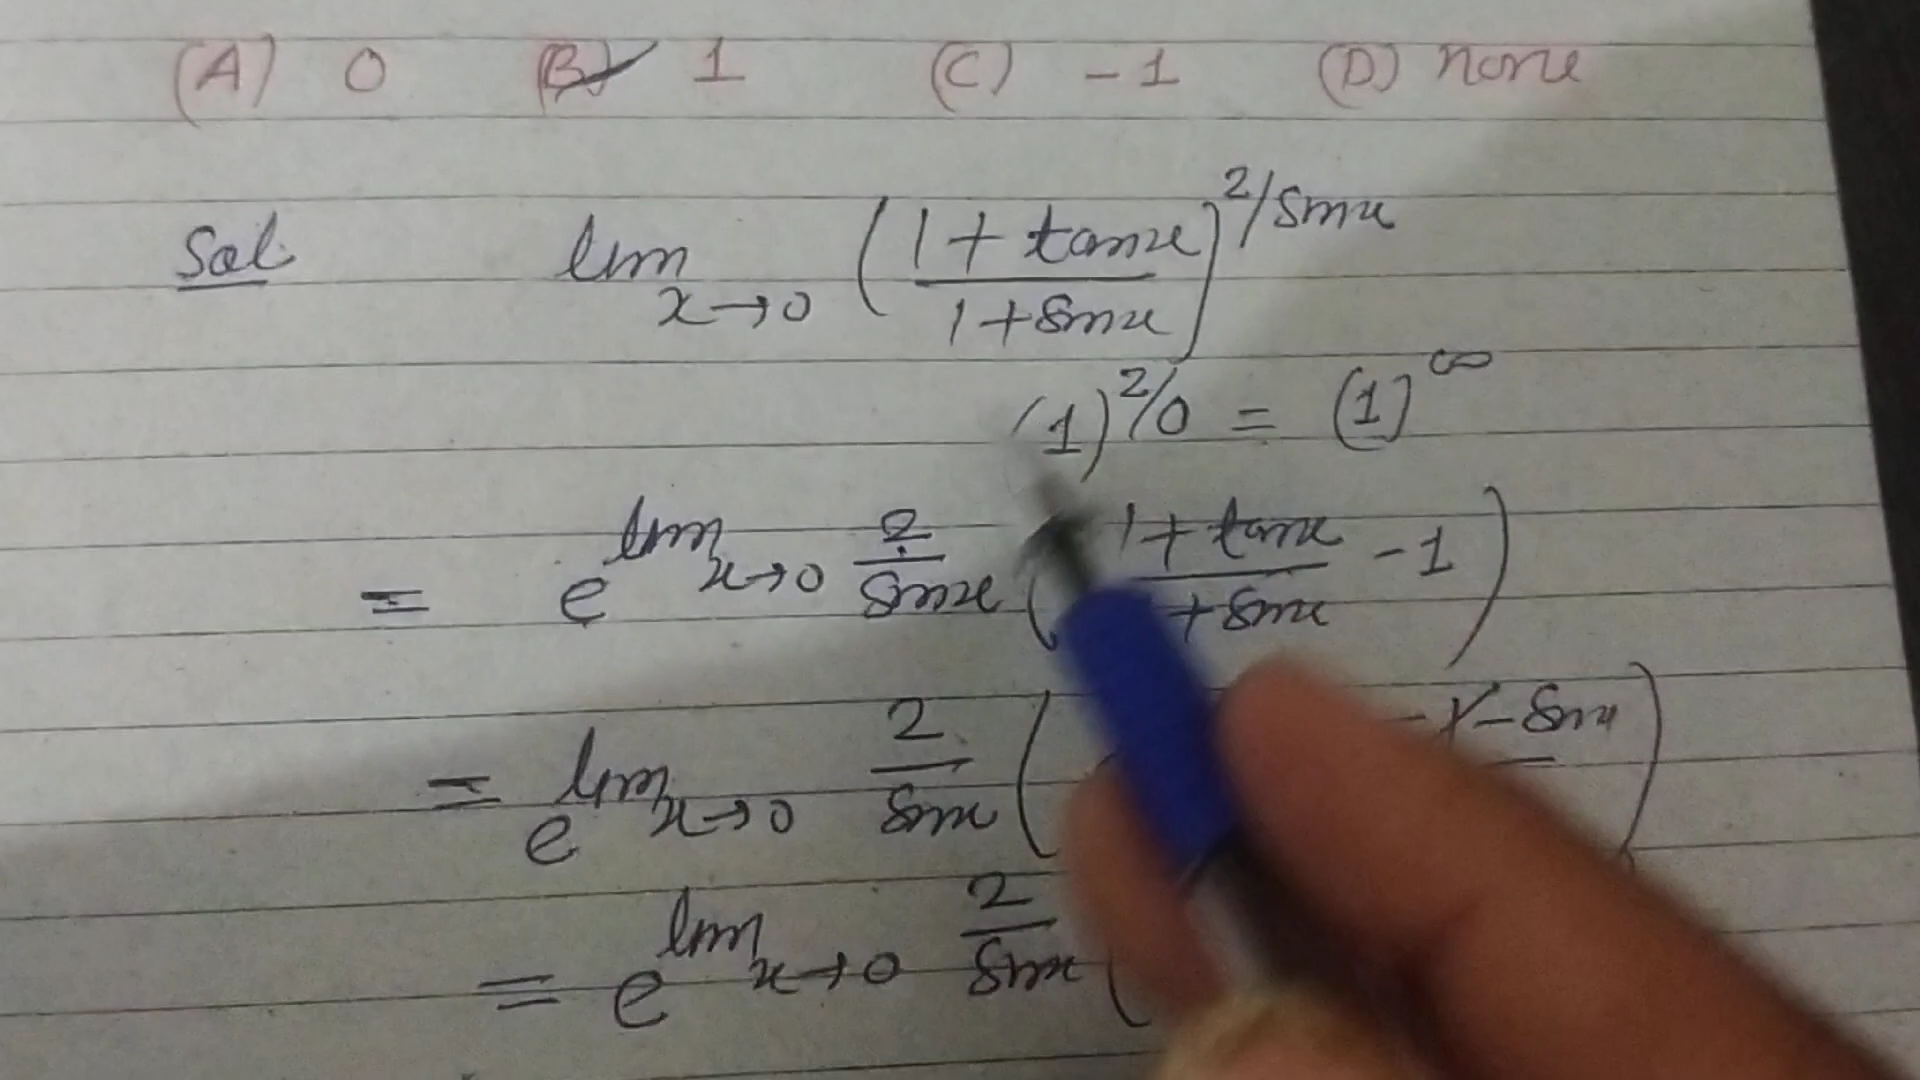 (A) 0 (B) 1 (C) -1 (D) none
Sol. lim x→0 (1 + tanx / 1 + sinx)^2/sinx
(1)^2/0 = (1)^∞
= e^lim x→0 2/sinx (1 + tanx / + sinx - 1)
= e^lim x→0 2/sinx ( - 1 - sinx )
= e^lim x→0 2/sinx (